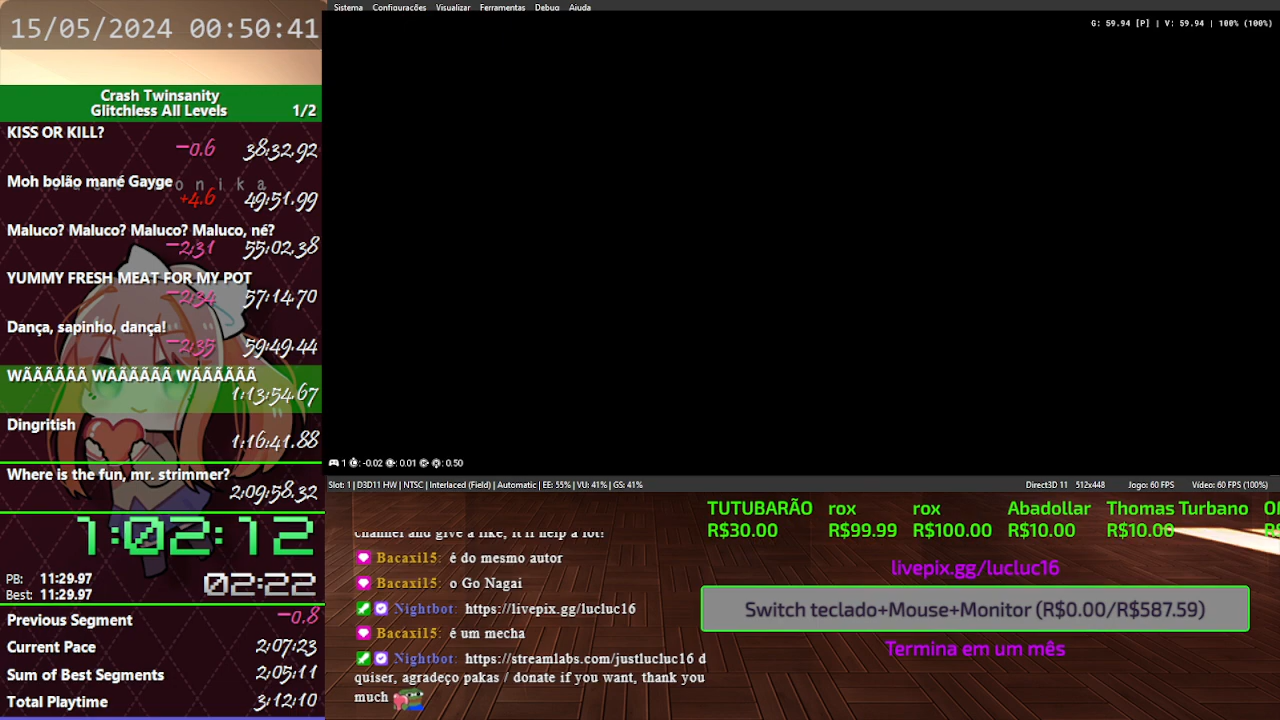 15/05/2024 00:50:41
Crash Twinsanity
Glitchless All Levels 1/2
KISS OR KILL?
−0.6 38:32.92
Moh bolão mané Gayge
onika
+4.6 49:51.99
Maluco? Maluco? Maluco? Maluco, né?
−2:31 55:02.38
YUMMY FRESH MEAT FOR MY POT
−2:34 57:14.70
Dança, sapinho, dança!
−2:35 59:49.44
WÃÃÃÃÃÃ WÃÃÃÃÃÃ WÃÃÃÃÃÃ
1:13:54.67
Dingritish
1:16:41.88
Where is the fun, mr. strimmer?
2:09:58.32
1:02:12
PB: 11:29.97
Best: 11:29.97
02:22
Previous Segment −0.8
Current Pace 2:07:23
Sum of Best Segments 2:05:11
Total Playtime 3:12:10
Sistema Configurações Visualizar Ferramentas Debug Ajuda
G: 59.94 [P] | V: 59.94 | 100% (100%)
1 L: -0.02 L: 0.01 R: 0.50
Slot: 1 | D3D11 HW | NTSC | Interlaced (Field) | Automatic | EE: 55% | VU: 41% | GS: 41%
Direct3D 11 512x448 Jogo: 60 FPS Vídeo: 60 FPS (100%)
channel and give a like, it'll help a lot!
Bacaxi15: é do mesmo autor
Bacaxi15: o Go Nagai
Nightbot: https://livepix.gg/lucluc16
Bacaxi15: é um mecha
Nightbot: https://streamlabs.com/justlucluc16 d
quiser, agradeço pakas / donate if you want, thank you
much
TUTUBARÃO rox rox Abadollar Thomas Turbano
R$30.00 R$99.99 R$100.00 R$10.00 R$10.00
livepix.gg/lucluc16
Switch teclado+Mouse+Monitor (R$0.00/R$587.59)
Termina em um mês